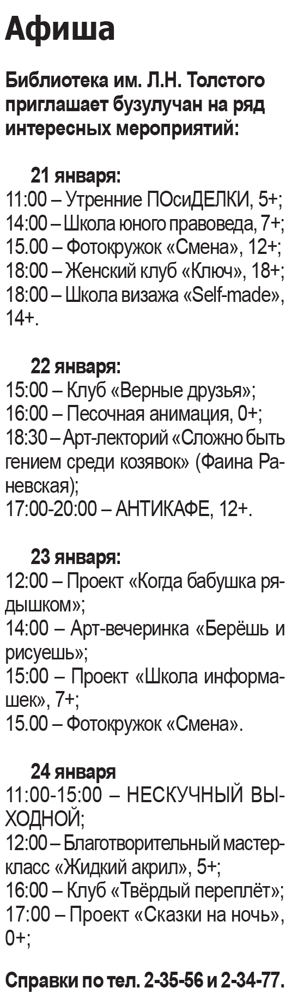 Афиша
Библиотека им. Л.Н. Толстого
приглашает бузулучан на ряд
интересных мероприятий:
21 января:
11:00 – Утренние ПОсиДЕЛКИ, 5+;
14:00 – Школа юного правоведа, 7+;
15.00 – Фотокружок «Смена», 12+;
18:00 – Женский клуб «Ключ», 18+;
18:00 – Школа визажа «Self-made»,
14+.
22 января:
15:00 – Клуб «Верные друзья»;
16:00 – Песочная анимация, 0+;
18:30 – Арт-лекторий «Сложно быть
гением среди козявок» (Фаина Ра-
невская);
17:00-20:00 – АНТИКАФЕ, 12+.
23 января:
12:00 – Проект «Когда бабушка ря-
дышком»;
14:00 – Арт-вечеринка «Берёшь и
рисуешь»;
15:00 – Проект «Школа информа-
шек», 7+;
15.00 – Фотокружок «Смена».
24 января
11:00-15:00 – НЕСКУЧНЫЙ ВЫ-
ХОДНОЙ;
12:00 – Благотворительный мастер-
класс «Жидкий акрил», 5+;
16:00 – Клуб «Твёрдый переплёт»;
17:00 – Проект «Сказки на ночь»,
0+;
Справки по тел. 2-35-56 и 2-34-77.